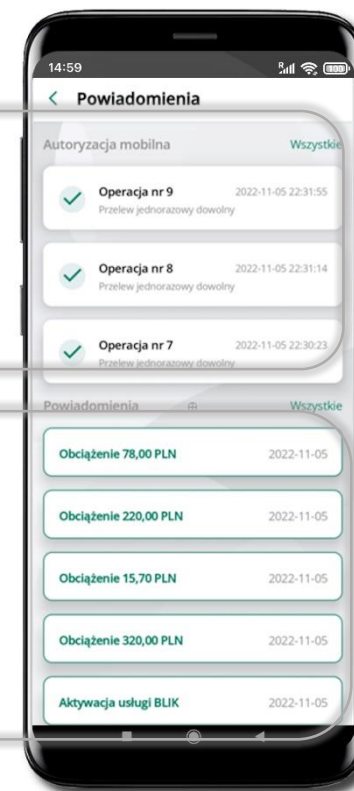 14:59
R 100
Powiadomienia
Autoryzacja mobilna Wszystkie
Operacja nr 9 2022-11-05 22:31:55
Przelew jednorazowy dowolny
Operacja nr 8 2022-11-05 22:31:14
Przelew jednorazowy dowolny
Operacja nr 7 2022-11-05 22:30:23
Przelew jednorazowy dowolny
Powiadomienia Wszystkie
Obciążenie 78,00 PLN 2022-11-05
Obciążenie 220,00 PLN 2022-11-05
Obciążenie 15,70 PLN 2022-11-05
Obciążenie 320,00 PLN 2022-11-05
Aktywacja usługi BLIK 2022-11-05